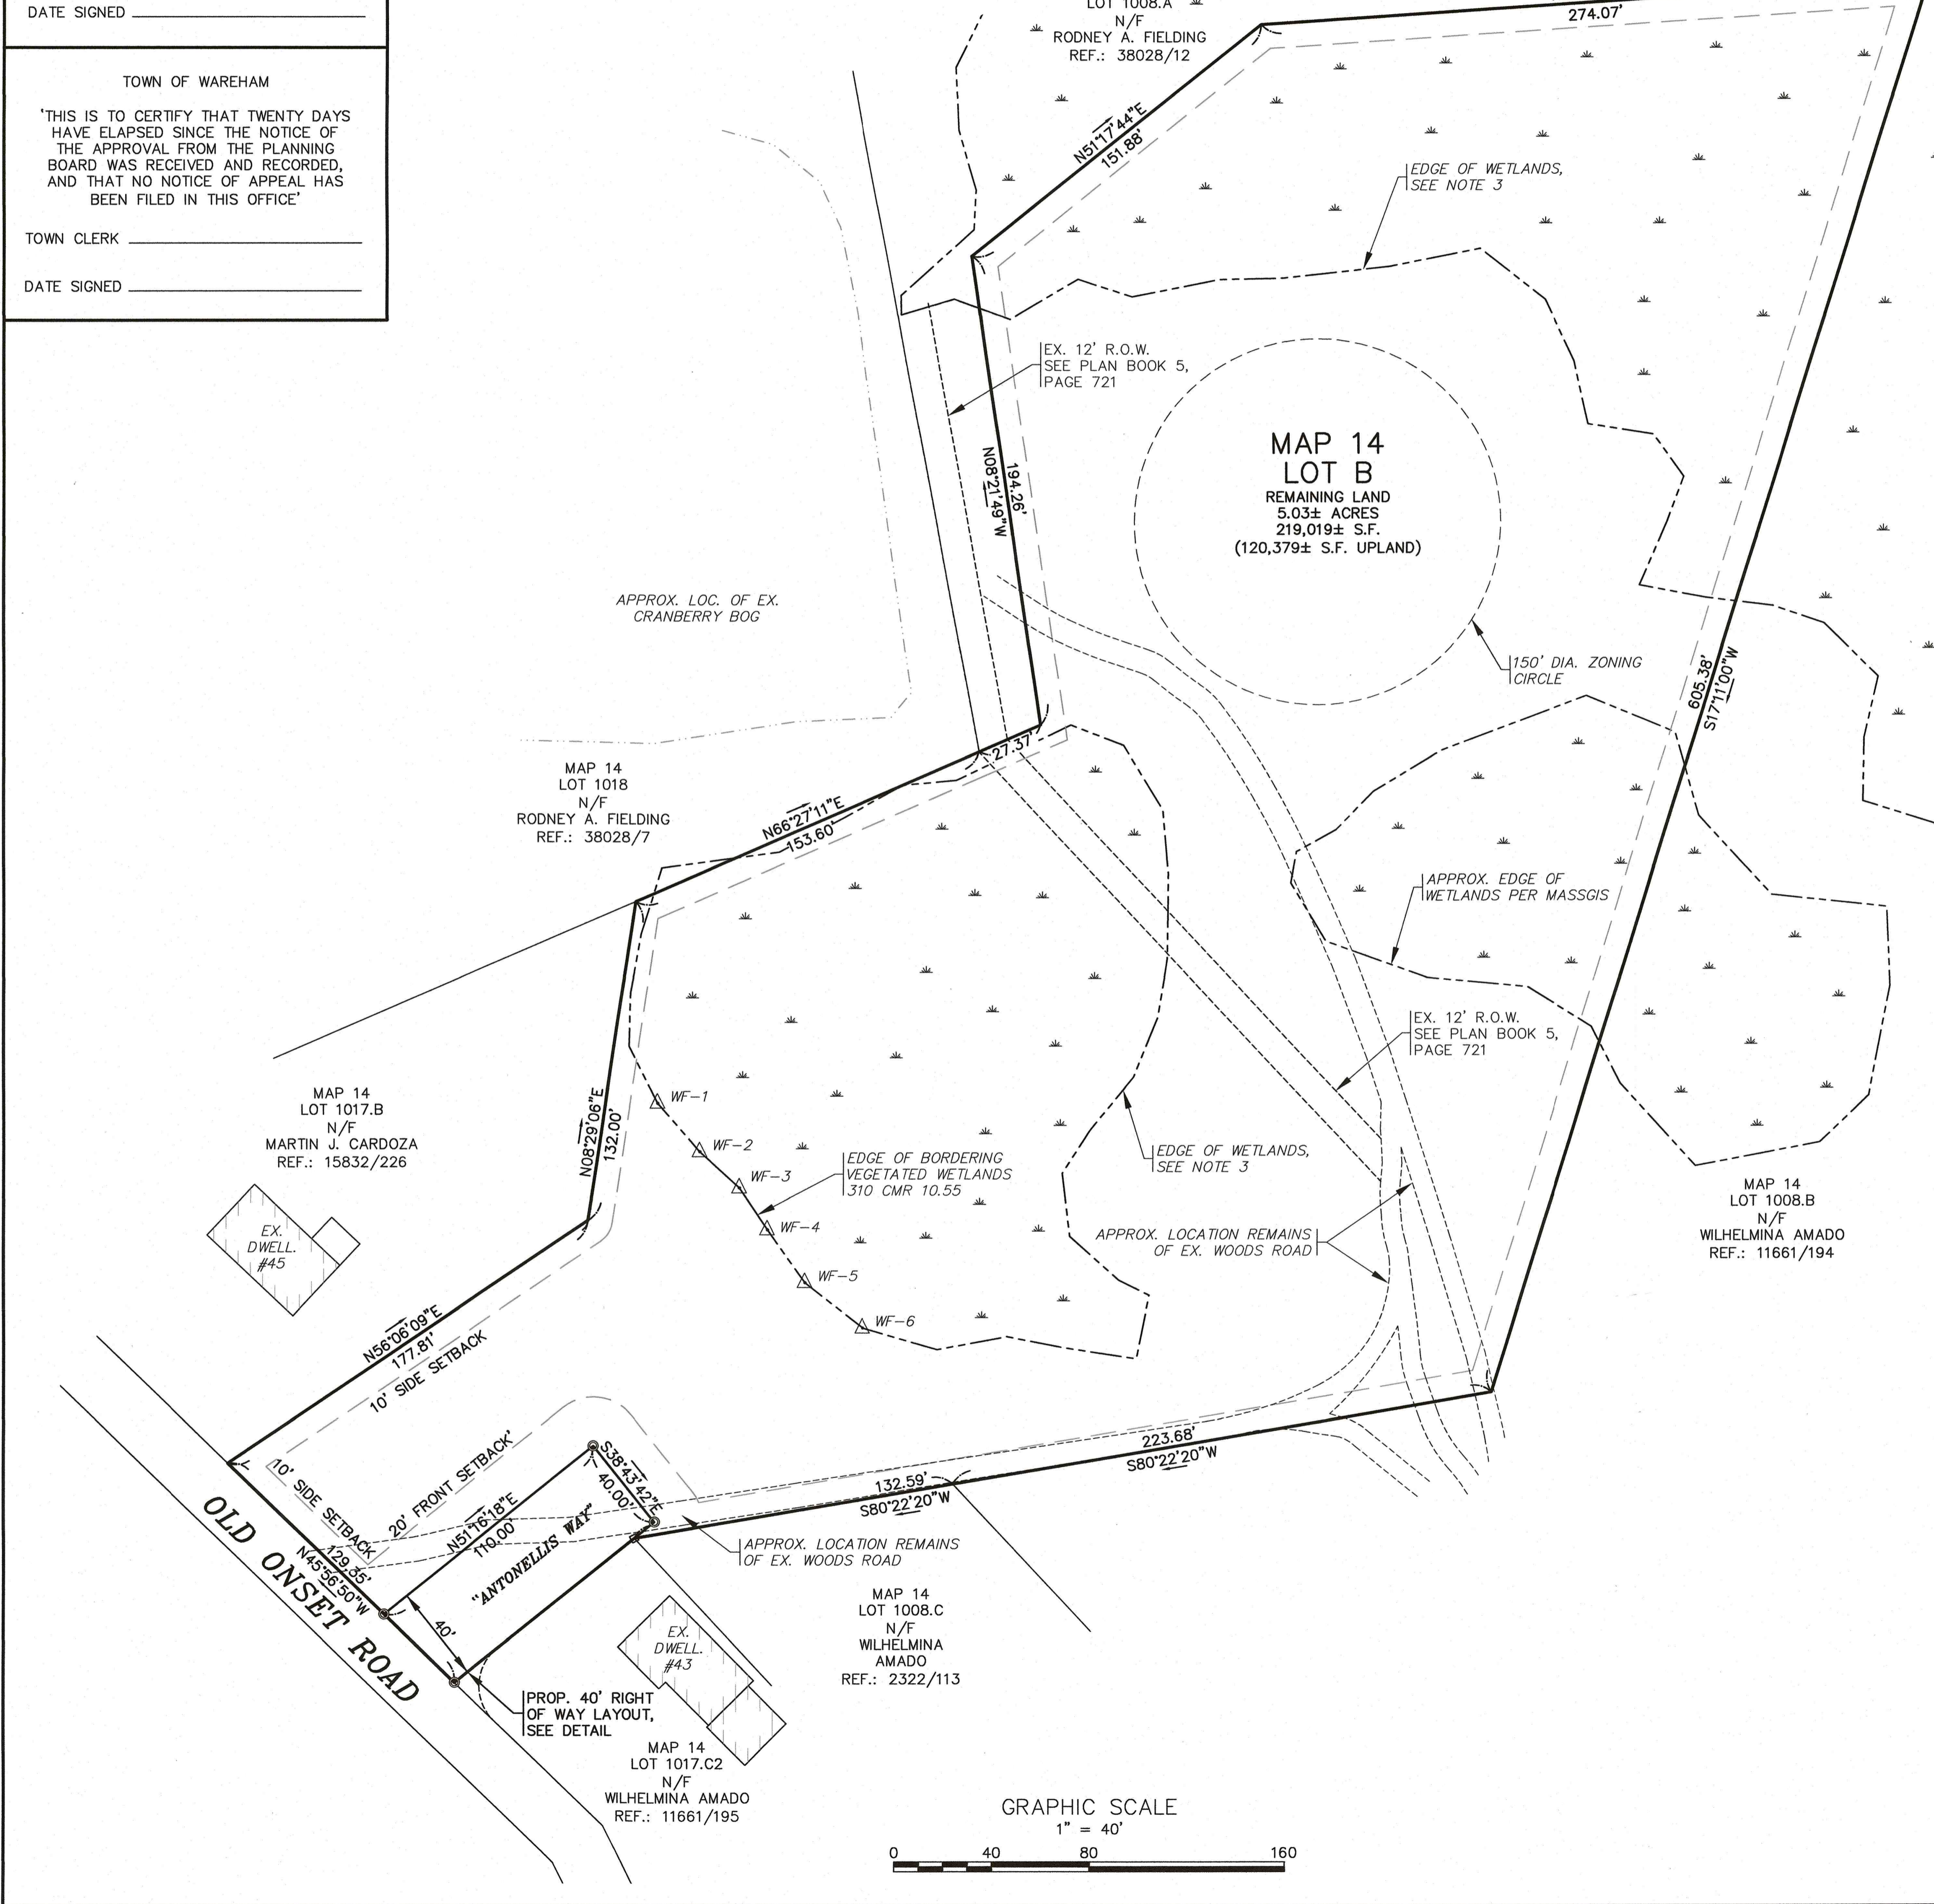 DATE SIGNED
TOWN OF WAREHAM
'THIS IS TO CERTIFY THAT TWENTY DAYS
HAVE ELAPSED SINCE THE NOTICE OF
THE APPROVAL FROM THE PLANNING
BOARD WAS RECEIVED AND RECORDED,
AND THAT NO NOTICE OF APPEAL HAS
BEEN FILED IN THIS OFFICE'
TOWN CLERK
DATE SIGNED
LOT 1008.A
N/F
RODNEY A. FIELDING
REF.: 38028/12
274.07'
N51°17'44"E
151.88'
EDGE OF WETLANDS,
SEE NOTE 3
EX. 12' R.O.W.
SEE PLAN BOOK 5,
PAGE 721
194.26'
N08°21'49"W
MAP 14
LOT B
REMAINING LAND
5.03± ACRES
219,019± S.F.
(120,379± S.F. UPLAND)
APPROX. LOC. OF EX.
CRANBERRY BOG
150' DIA. ZONING
CIRCLE
605.38'
S17°11'00"W
27.37'
MAP 14
LOT 1018
N/F
RODNEY A. FIELDING
REF.: 38028/7
N66°27'11"E
153.60'
APPROX. EDGE OF
WETLANDS PER MASSGIS
EX. 12' R.O.W.
SEE PLAN BOOK 5,
PAGE 721
MAP 14
LOT 1017.B
N/F
MARTIN J. CARDOZA
REF.: 15832/226
N08°29'06"E
132.00'
WF-1
WF-2
WF-3
WF-4
WF-5
WF-6
EDGE OF BORDERING
VEGETATED WETLANDS
310 CMR 10.55
EDGE OF WETLANDS,
SEE NOTE 3
APPROX. LOCATION REMAINS
OF EX. WOODS ROAD
MAP 14
LOT 1008.B
N/F
WILHELMINA AMADO
REF.: 11661/194
EX.
DWELL.
#45
N56°06'09"E
177.81'
10' SIDE SETBACK
10' SIDE SETBACK
20' FRONT SETBACK'
S38°43'42"E
40.00'
N51°16'18"E
110.00'
"ANTONELLIS WAY"
129.35'
N45°56'50"W
OLD ONSET ROAD
40'
132.59'
S80°22'20"W
223.68'
S80°22'20"W
APPROX. LOCATION REMAINS
OF EX. WOODS ROAD
MAP 14
LOT 1008.C
N/F
WILHELMINA
AMADO
REF.: 2322/113
EX.
DWELL.
#43
PROP. 40' RIGHT
OF WAY LAYOUT,
SEE DETAIL
MAP 14
LOT 1017.C2
N/F
WILHELMINA AMADO
REF.: 11661/195
GRAPHIC SCALE
1" = 40'
0 40 80 160